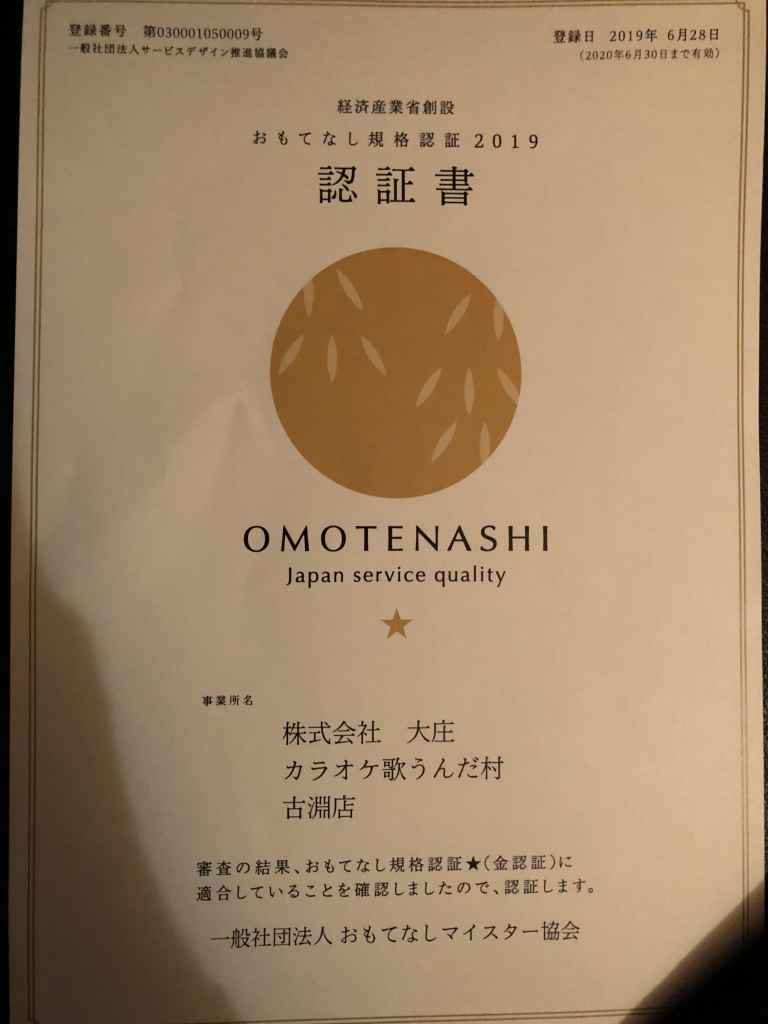 登録番号 第030001050009号
一般社団法人サービスデザイン推進協議会
登録日 2019年 6月28日
（2020年6月30日まで有効）
経済産業省創設
おもてなし規格認証2019
認証書
OMOTENASHI
Japan service quality
★
事業所名
株式会社 大庄
カラオケ歌うんだ村
古淵店
審査の結果、おもてなし規格認証★（金認証）に
適合していることを確認しましたので、認証します。
一般社団法人 おもてなしマイスター協会